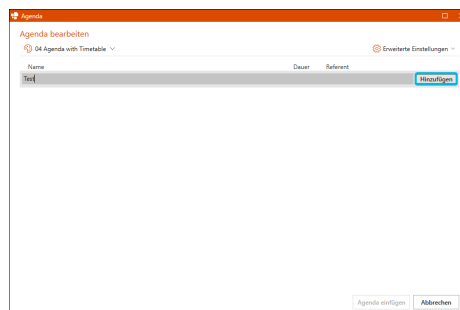 Agenda
Agenda bearbeiten
04 Agenda with Timetable
Erweiterte Einstellungen
Name Dauer Referent
Test Hinzufügen
Agenda einfügen Abbrechen